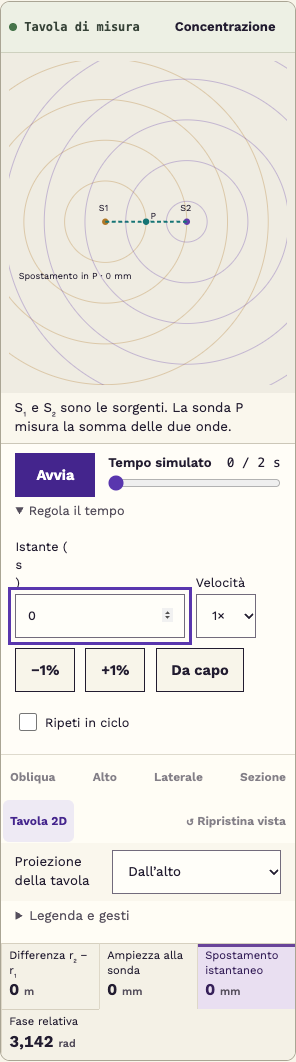 Tavola di misura Concentrazione
S1 P S2
Spostamento in P · 0 mm
S₁ e S₂ sono le sorgenti. La sonda P
misura la somma delle due onde.
Avvia
Tempo simulato 0 / 2 s
▼ Regola il tempo
Istante (
s
)
Velocità
0
1×
−1% +1% Da capo
Ripeti in ciclo
Obliqua Alto Laterale Sezione
Tavola 2D ↺ Ripristina vista
Proiezione
della tavola
Dall’alto
▶ Legenda e gesti
Differenza r₂ −
r₁
0 m
Ampiezza alla
sonda
0 mm
Spostamento
istantaneo
0 mm
Fase relativa
3,142 rad